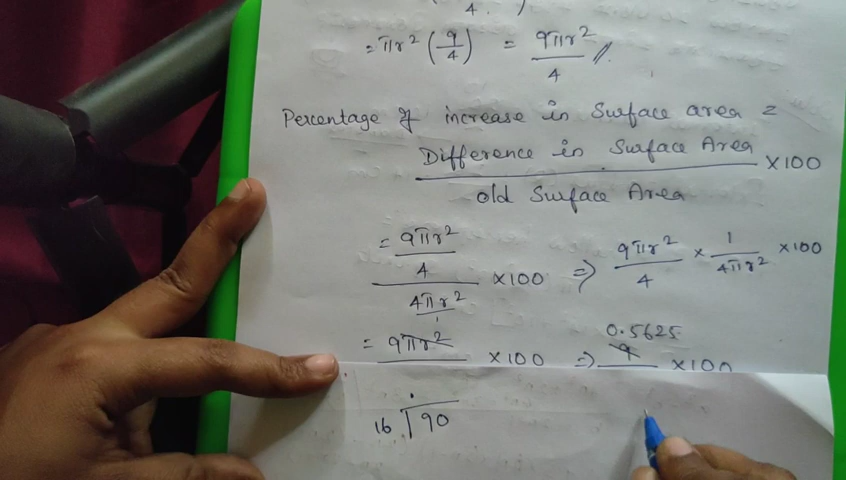 4. )
= πr² (9/4) = 9πr²/4 //
Percentage of increase in Surface area =
Difference in Surface Area / old Surface Area × 100
= 9πr²/4 / 4πr² × 100 ⇒ 9πr²/4 × 1/4πr² × 100
= 9πr² × 100 ⇒ 0.5625 9 × 100
16 ) 90